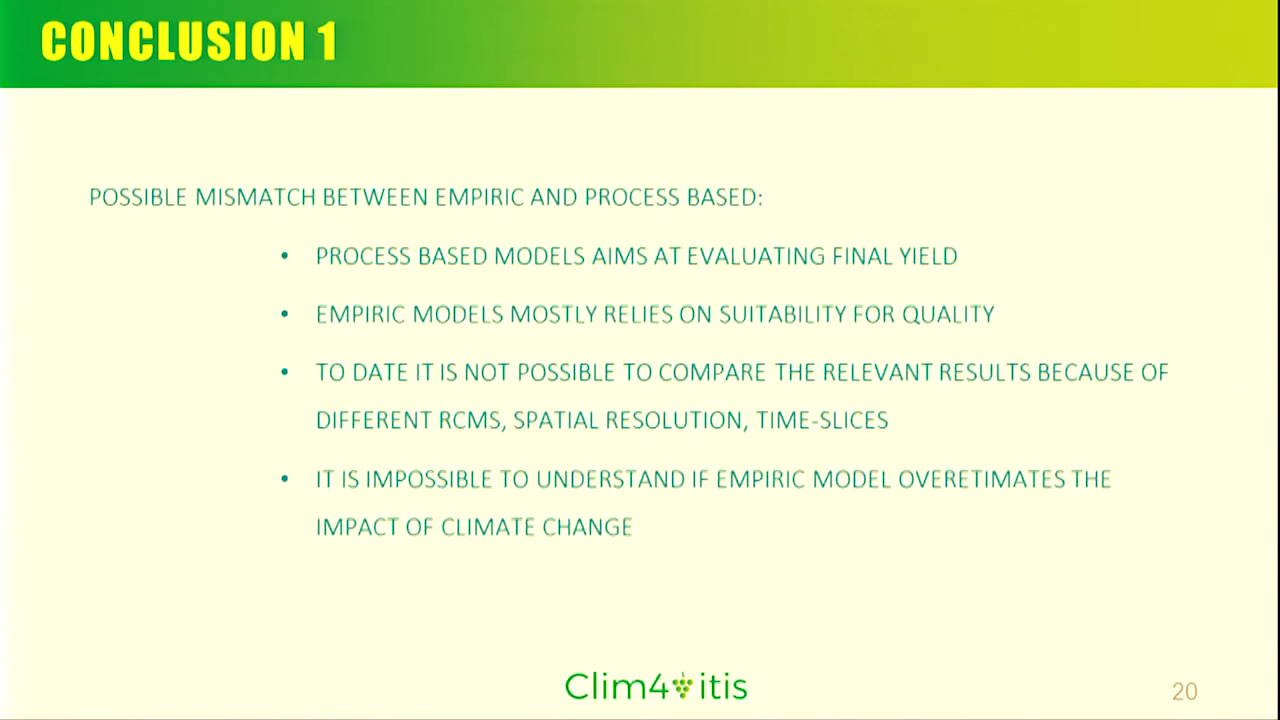 CONCLUSION 1
POSSIBLE MISMATCH BETWEEN EMPIRIC AND PROCESS BASED:
• PROCESS BASED MODELS AIMS AT EVALUATING FINAL YIELD
• EMPIRIC MODELS MOSTLY RELIES ON SUITABILITY FOR QUALITY
• TO DATE IT IS NOT POSSIBLE TO COMPARE THE RELEVANT RESULTS BECAUSE OF
DIFFERENT RCMS, SPATIAL RESOLUTION, TIME-SLICES
• IT IS IMPOSSIBLE TO UNDERSTAND IF EMPIRIC MODEL OVERETIMATES THE
IMPACT OF CLIMATE CHANGE
Clim4itis
20